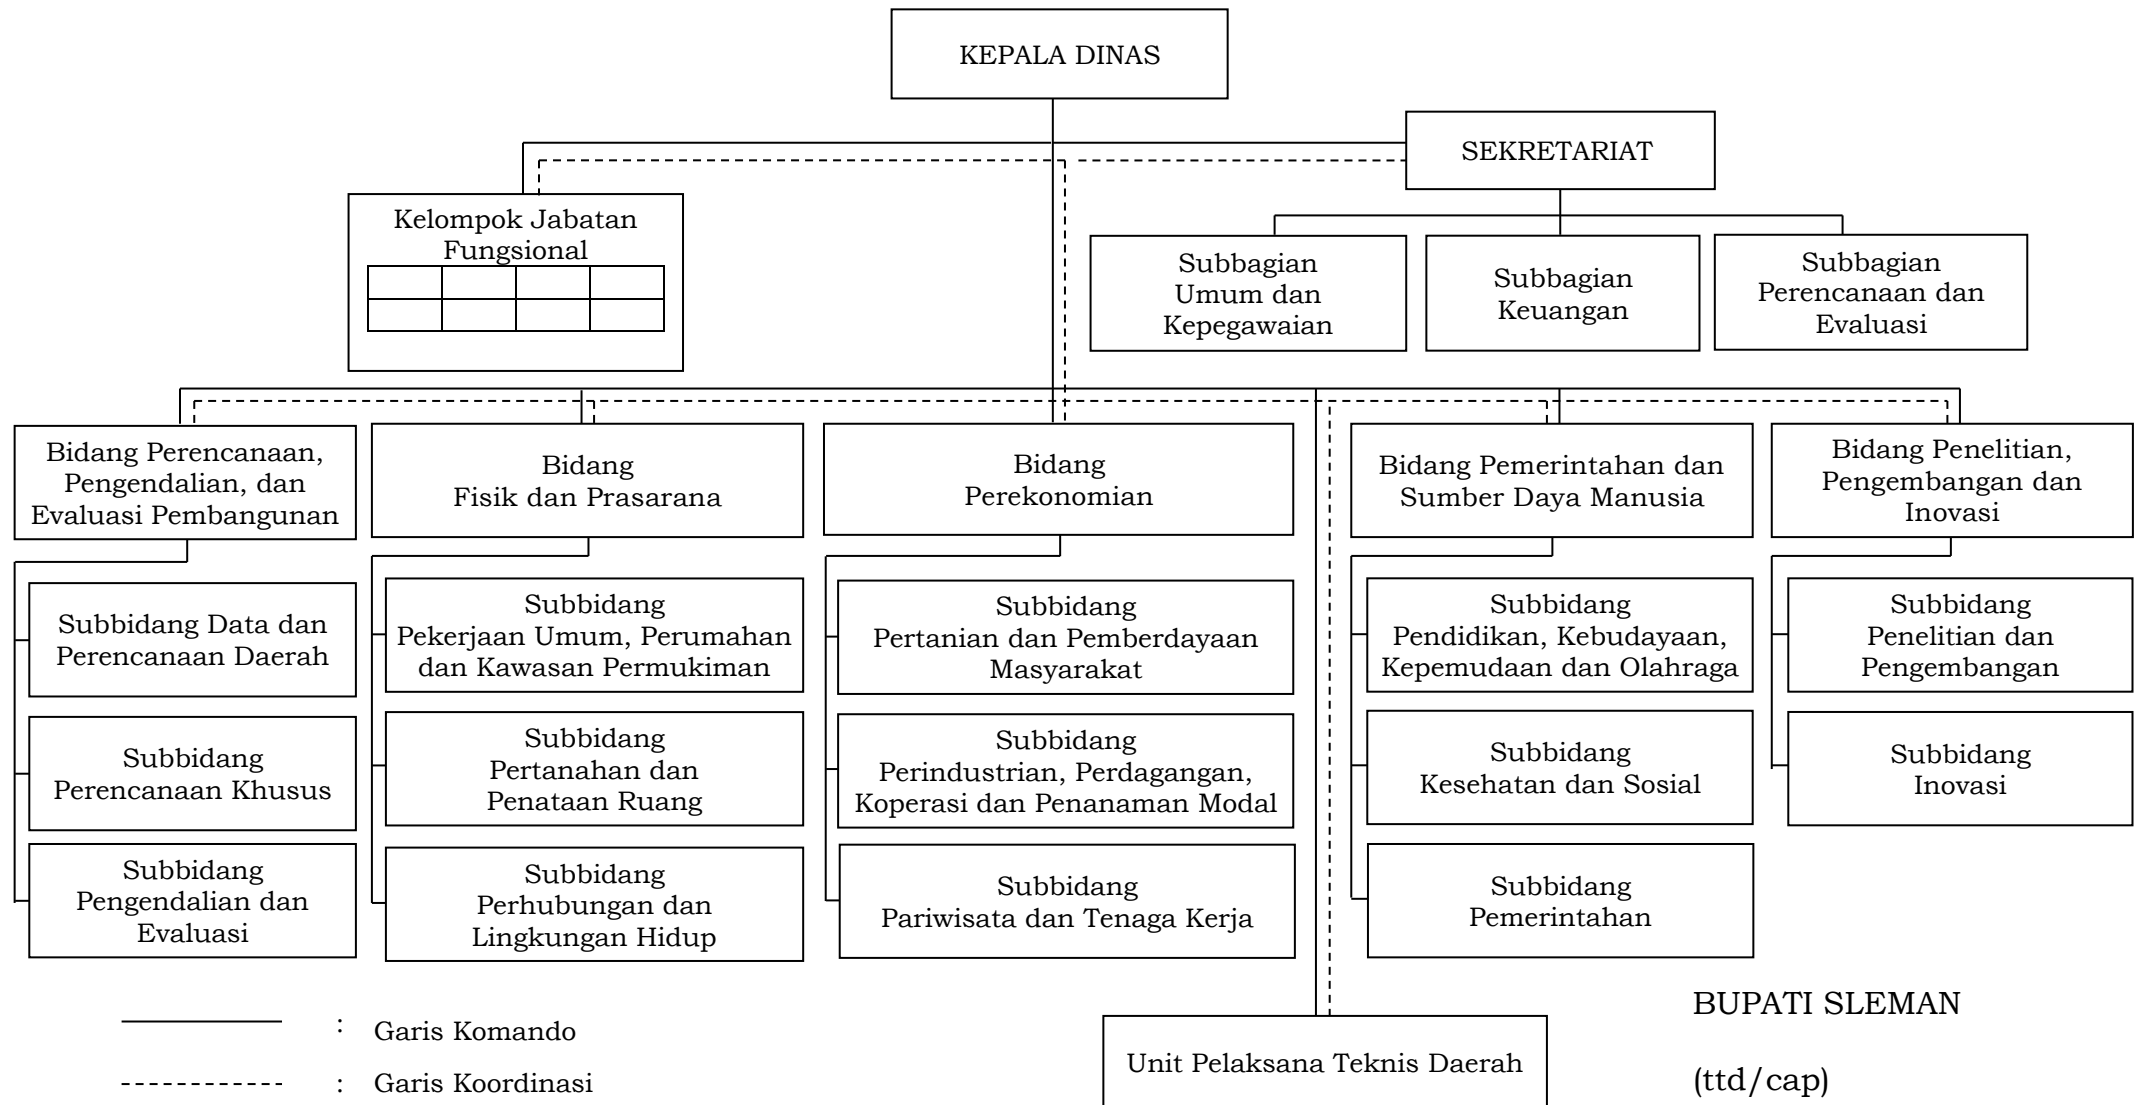 KEPALA DINAS
SEKRETARIAT
Kelompok Jabatan
Fungsional
Subbagian
Umum dan
Kepegawaian
Subbagian
Keuangan
Subbagian
Perencanaan dan
Evaluasi
Bidang Perencanaan,
Pengendalian, dan
Evaluasi Pembangunan
Bidang
Fisik dan Prasarana
Bidang
Perekonomian
Bidang Pemerintahan dan
Sumber Daya Manusia
Bidang Penelitian,
Pengembangan dan
Inovasi
Subbidang Data dan
Perencanaan Daerah
Subbidang
Perencanaan Khusus
Subbidang
Pengendalian dan
Evaluasi
Subbidang
Pekerjaan Umum, Perumahan
dan Kawasan Permukiman
Subbidang
Pertanahan dan
Penataan Ruang
Subbidang
Perhubungan dan
Lingkungan Hidup
Subbidang
Pertanian dan Pemberdayaan
Masyarakat
Subbidang
Perindustrian, Perdagangan,
Koperasi dan Penanaman Modal
Subbidang
Pariwisata dan Tenaga Kerja
Subbidang
Pendidikan, Kebudayaan,
Kepemudaan dan Olahraga
Subbidang
Kesehatan dan Sosial
Subbidang
Pemerintahan
Subbidang
Penelitian dan
Pengembangan
Subbidang
Inovasi
: Garis Komando
: Garis Koordinasi
Unit Pelaksana Teknis Daerah
BUPATI SLEMAN
(ttd/cap)